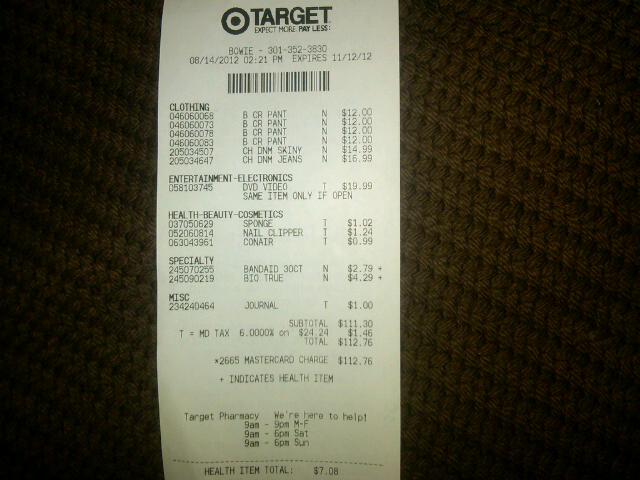 TARGET
EXPECT MORE PAY LESS.
BOWIE - 301-352-3830
08/14/2012 02:21 PM EXPIRES 11/12/12
CLOTHING
046060068 B CR PANT N $12.00
046060073 B CR PANT N $12.00
046060078 B CR PANT N $12.00
046060083 B CR PANT N $12.00
205034507 CH DNM SKINY N $14.99
205034647 CH DNM JEANS N $16.99
ENTERTAINMENT-ELECTRONICS
058103745 DVD VIDEO T $19.99
SAME ITEM ONLY IF OPEN
HEALTH-BEAUTY-COSMETICS
037050629 SPONGE T $1.02
052060814 NAIL CLIPPER T $1.24
063043961 CONAIR T $0.99
SPECIALTY
245070255 BANDAID 30CT N $2.79 +
245090219 BIO TRUE N $4.29 +
MISC
234240464 JOURNAL T $1.00
SUBTOTAL $111.30
T = MD TAX 6.0000% on $24.24 $1.46
TOTAL $112.76
*2665 MASTERCARD CHARGE $112.76
+ INDICATES HEALTH ITEM
Target Pharmacy We're here to help!
9am - 9pm M-F
9am - 6pm Sat
9am - 6pm Sun
HEALTH ITEM TOTAL: $7.08